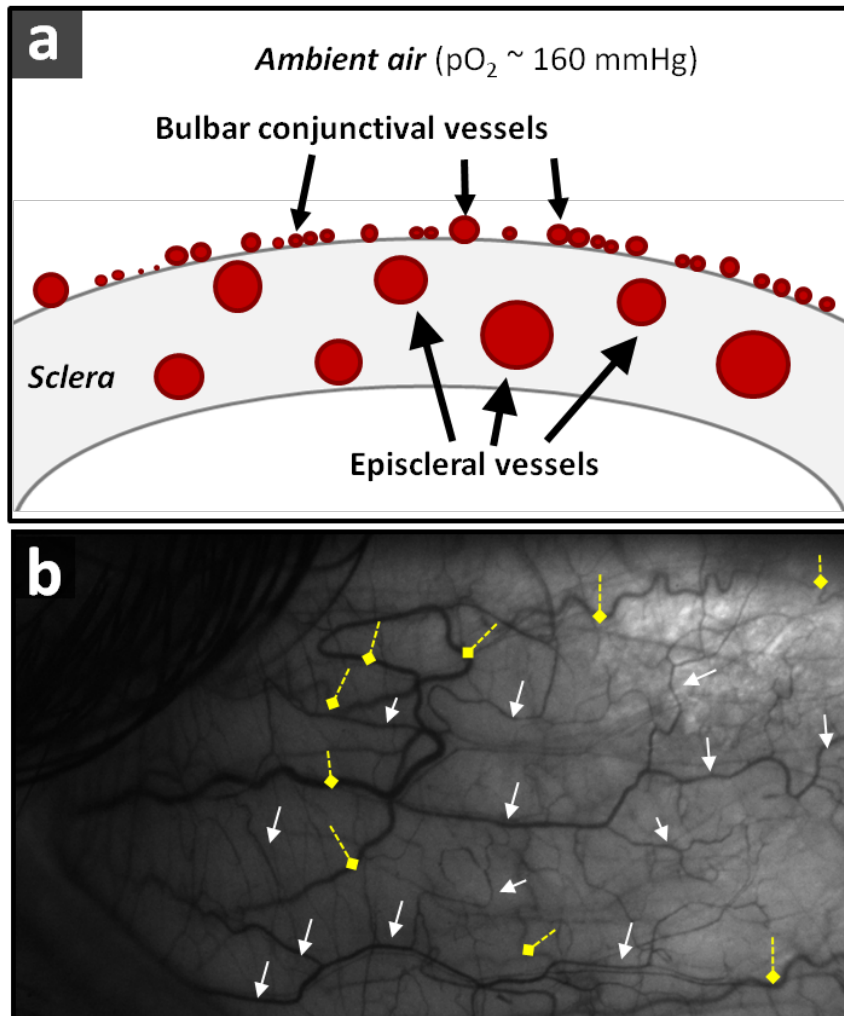 a
Ambient air (pO₂ ~ 160 mmHg)
Bulbar conjunctival vessels
Sclera
Episcleral vessels
b